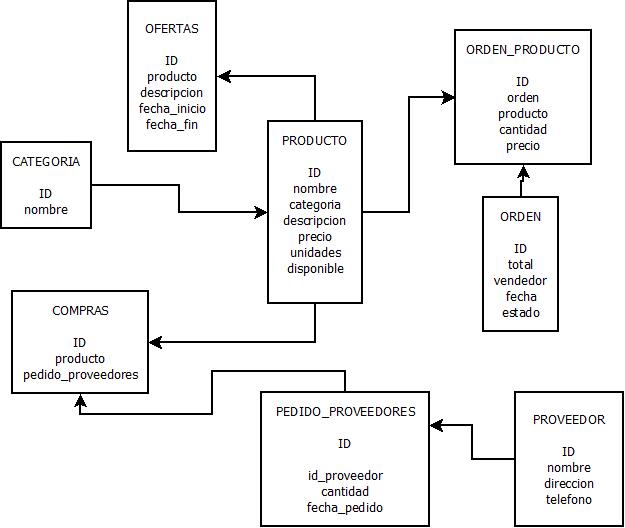 OFERTAS
ID
producto
descripcion
fecha_inicio
fecha_fin
ORDEN_PRODUCTO
ID
orden
producto
cantidad
precio
CATEGORIA
ID
nombre
PRODUCTO
ID
nombre
categoria
descripcion
precio
unidades
disponible
ORDEN
ID
total
vendedor
fecha
estado
COMPRAS
ID
producto
pedido_proveedores
PEDIDO_PROVEEDORES
ID
id_proveedor
cantidad
fecha_pedido
PROVEEDOR
ID
nombre
direccion
telefono